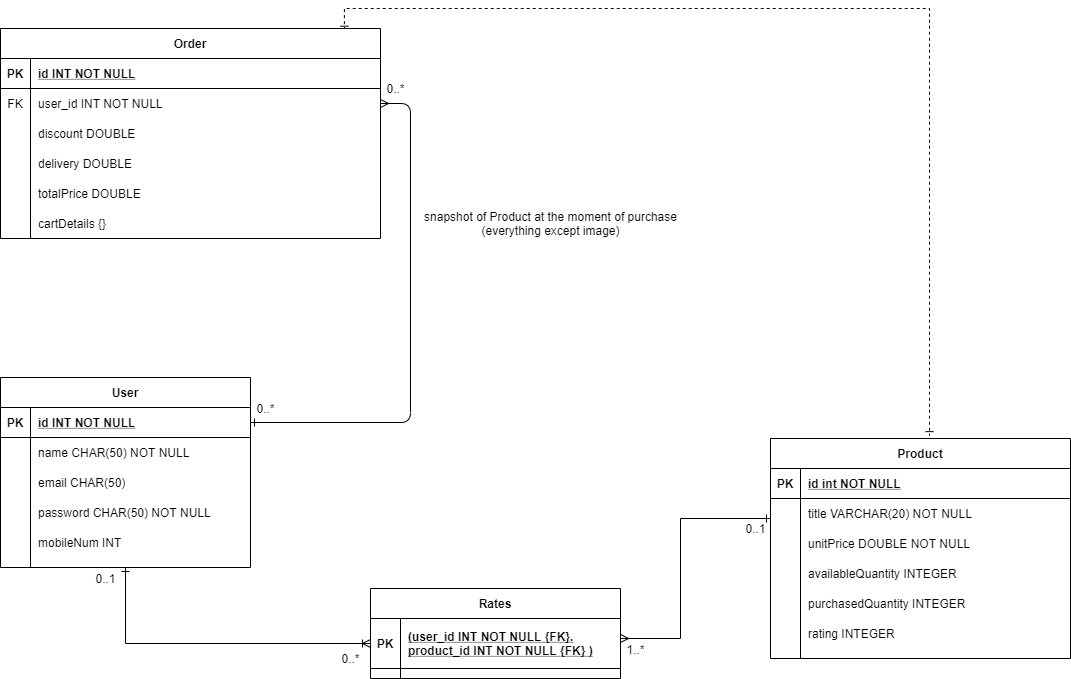 Order
PK id INT NOT NULL
0..*
FK user_id INT NOT NULL
discount DOUBLE
delivery DOUBLE
totalPrice DOUBLE
cartDetails {}
snapshot of Product at the moment of purchase
(everything except image)
User
0..*
PK id INT NOT NULL
name CHAR(50) NOT NULL
email CHAR(50)
password CHAR(50) NOT NULL
mobileNum INT
0..1
Product
PK id int NOT NULL
title VARCHAR(20) NOT NULL
0..1
unitPrice DOUBLE NOT NULL
availableQuantity INTEGER
purchasedQuantity INTEGER
rating INTEGER
Rates
PK (user_id INT NOT NULL {FK},
product_id INT NOT NULL {FK} )
0..*
1..*